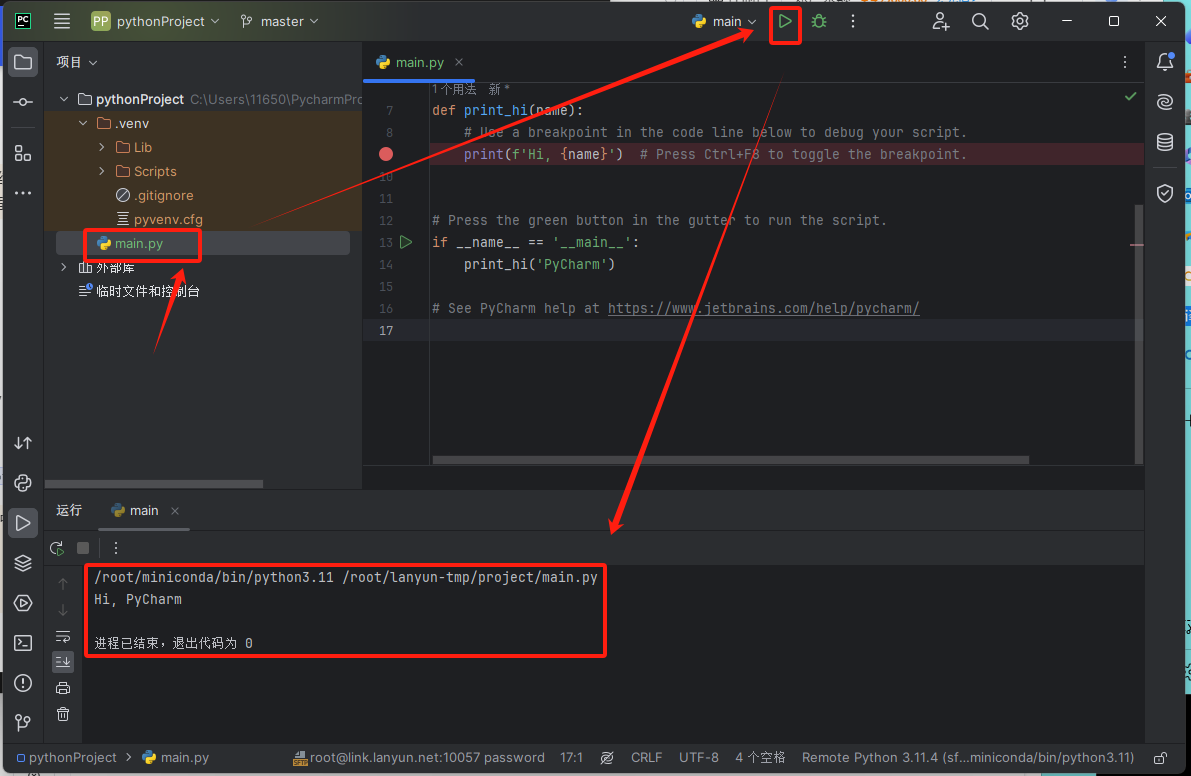 PC
PP pythonProject
master
main
项目
main.py
pythonProject C:\Users\11650\PycharmPro
.venv
Lib
Scripts
.gitignore
pyvenv.cfg
main.py
外部库
临时文件和控制台
1个用法 新 *
7 def print_hi(name):
8 # Use a breakpoint in the code line below to debug your script.
print(f'Hi, {name}') # Press Ctrl+F8 to toggle the breakpoint.
10
11
12 # Press the green button in the gutter to run the script.
13 if __name__ == '__main__':
14 print_hi('PyCharm')
15
16 # See PyCharm help at https://www.jetbrains.com/help/pycharm/
17
运行 main
/root/miniconda/bin/python3.11 /root/lanyun-tmp/project/main.py
Hi, PyCharm
进程已结束，退出代码为 0
pythonProject > main.py
SFTP root@link.lanyun.net:10057 password 17:1 CRLF UTF-8 4 个空格 Remote Python 3.11.4 (sf...miniconda/bin/python3.11)